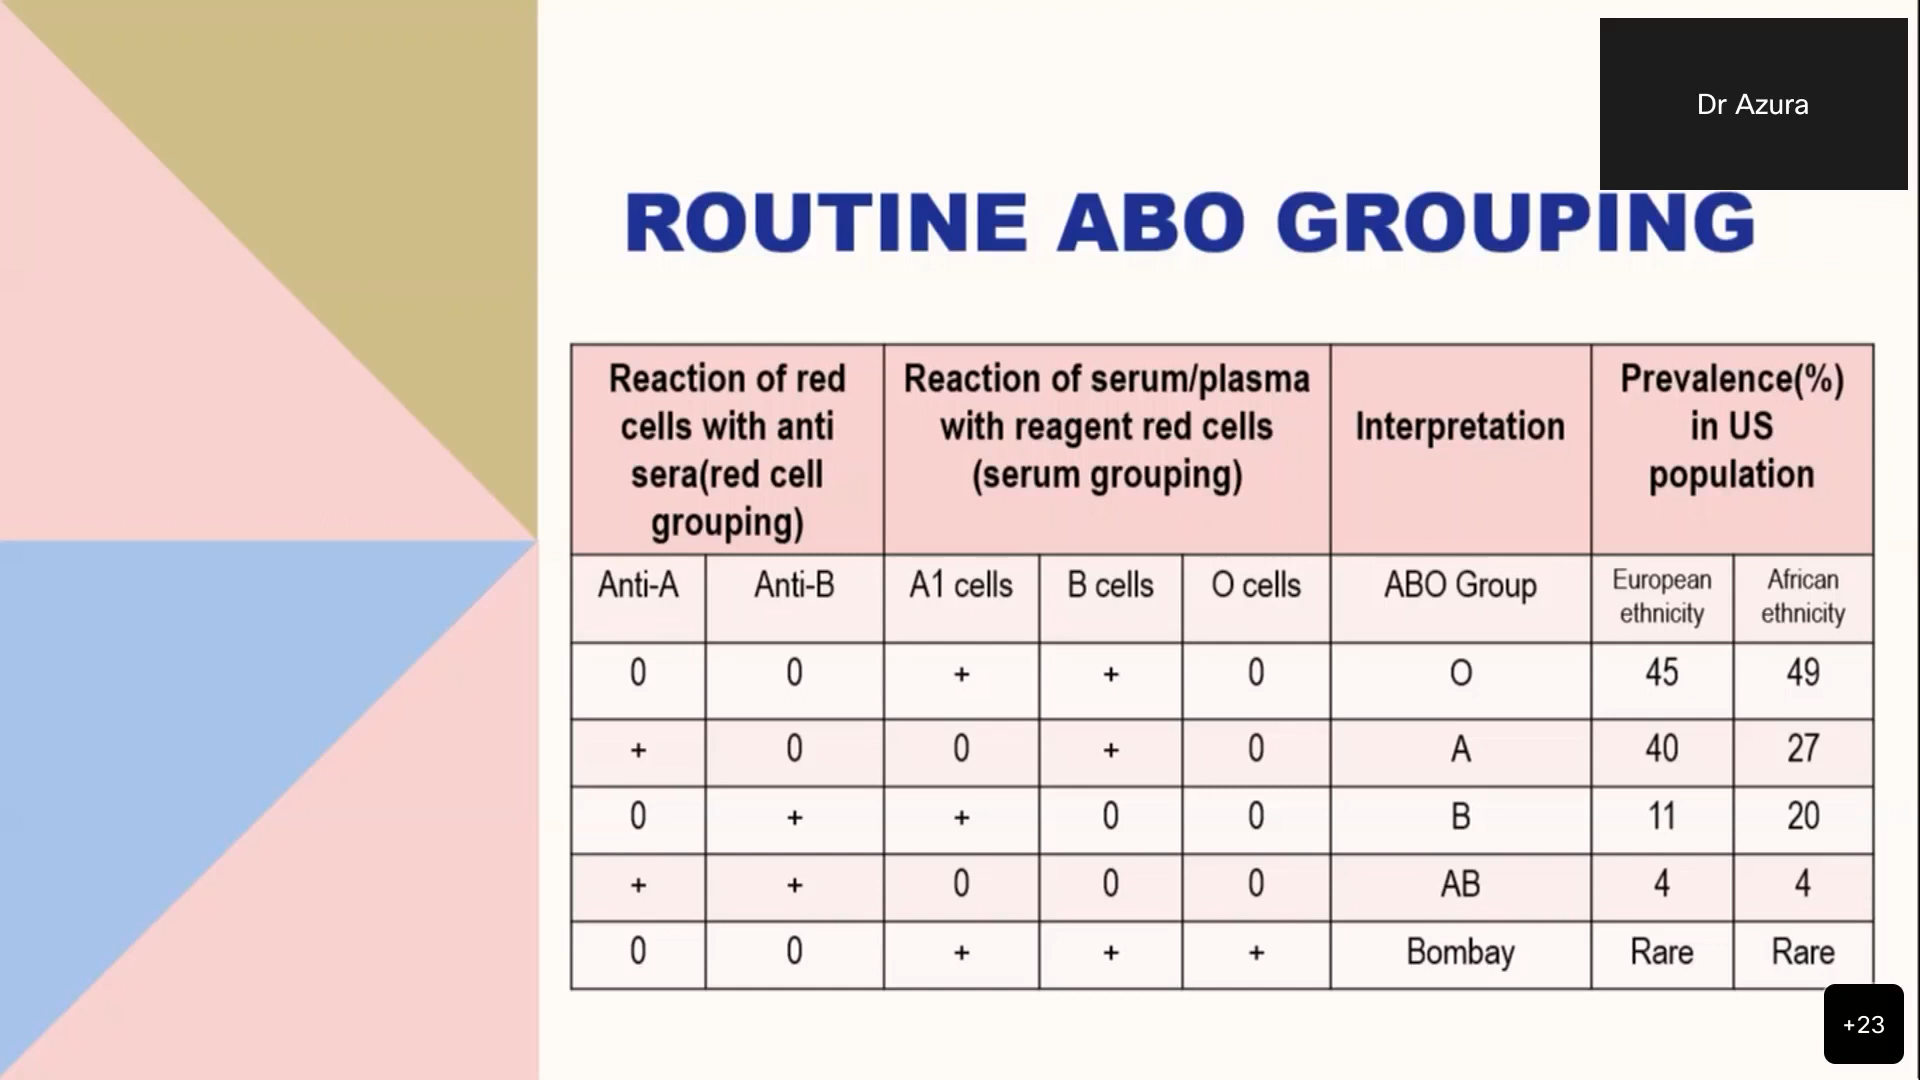 Dr Azura
ROUTINE ABO GROUPING
Reaction of red
cells with anti
sera(red cell
grouping)
Reaction of serum/plasma
with reagent red cells
(serum grouping)
Interpretation
Prevalence(%)
in US
population
Anti-A Anti-B A1 cells B cells O cells ABO Group European ethnicity African ethnicity
0 0 + + 0 O 45 49
+ 0 0 + 0 A 40 27
0 + + 0 0 B 11 20
+ + 0 0 0 AB 4 4
0 0 + + + Bombay Rare Rare
+23